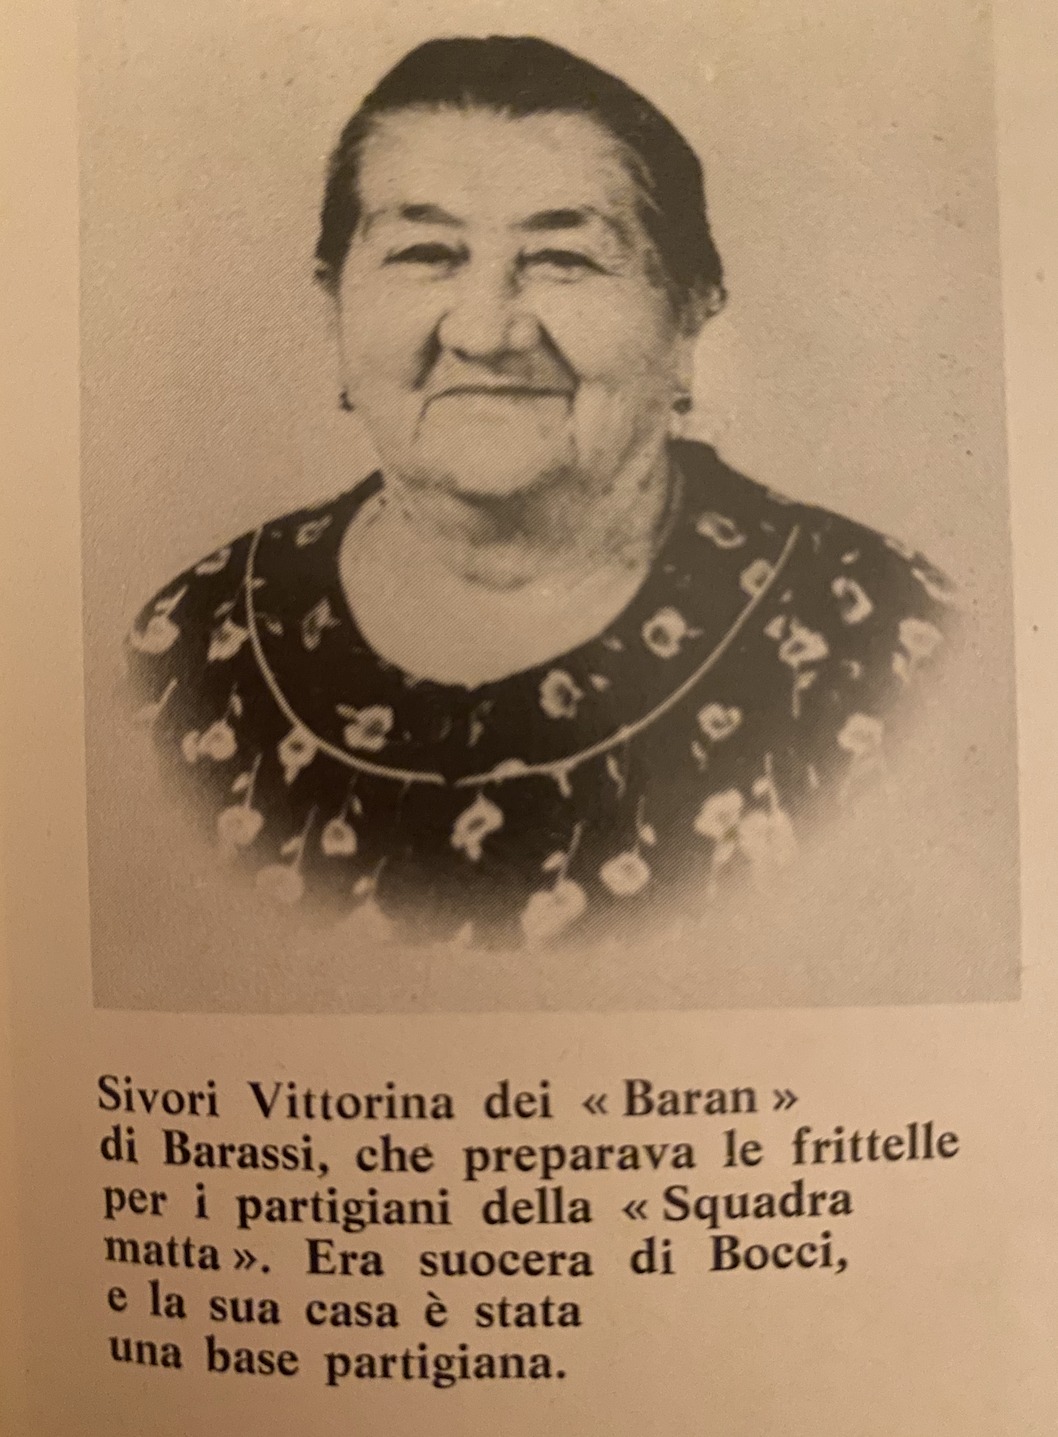 Sivori Vittorina dei « Baran »
di Barassi, che preparava le frittelle
per i partigiani della « Squadra
matta ». Era suocera di Bocci,
e la sua casa è stata
una base partigiana.